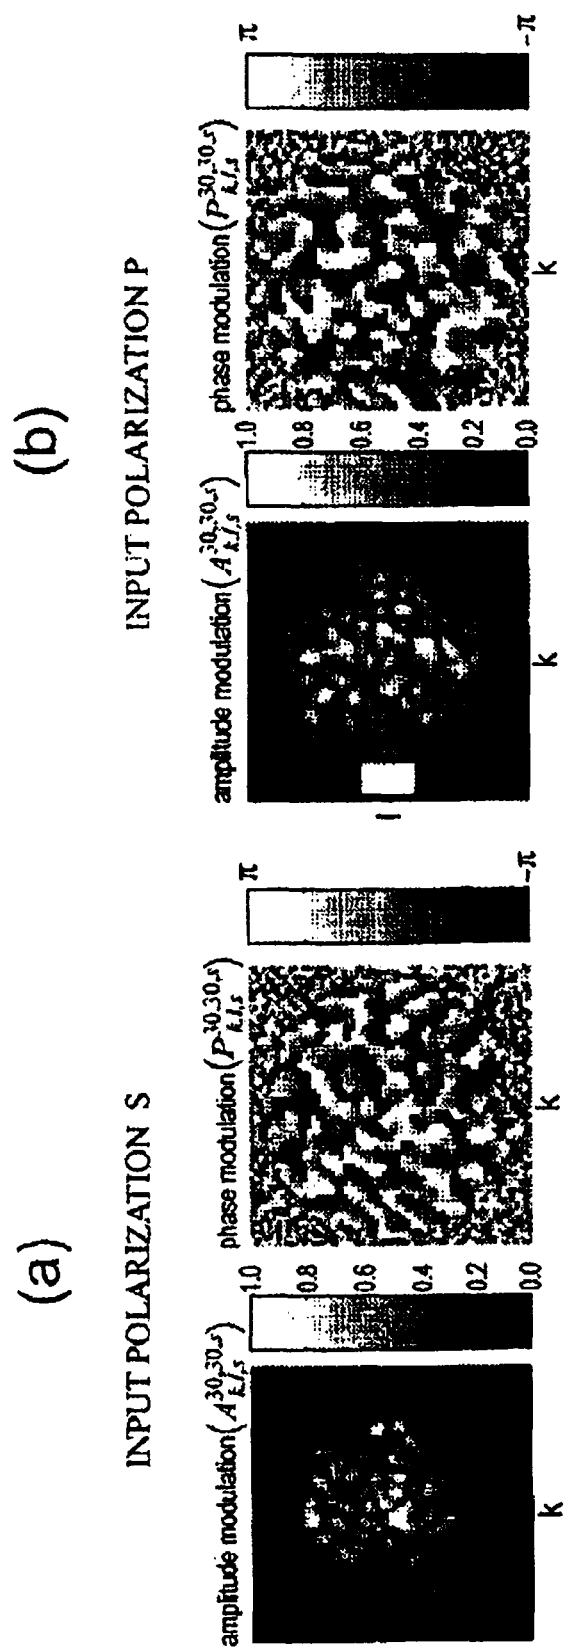 (a)
INPUT POLARIZATION S
amplitude modulation(A^{30,30,s}_{k,l,s})
1.0
0.8
0.6
0.4
0.2
0.0
k
phase modulation(P^{30,30,s}_{k,l,s})
π
-π
k
(b)
INPUT POLARIZATION P
amplitude modulation(A^{30,30,s}_{k,l,s})
1.0
0.8
0.6
0.4
0.2
0.0
l
k
phase modulation(P^{30,30,s}_{k,l,s})
π
-π
k